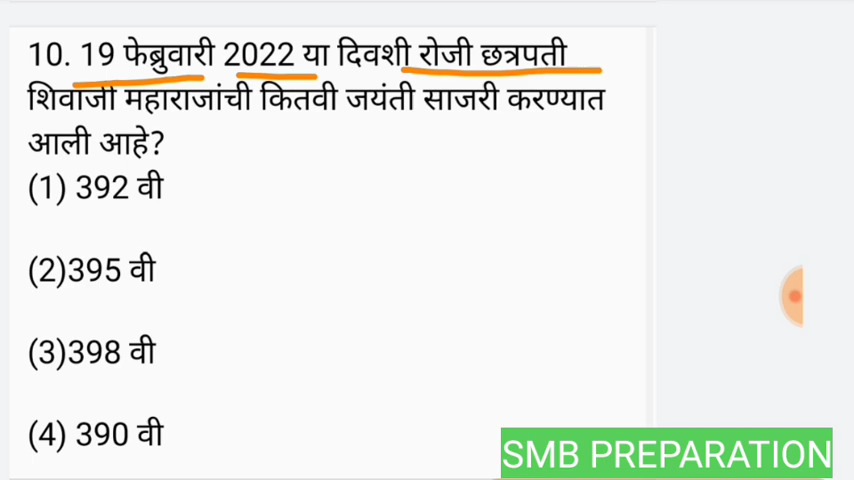 10. 19 फेब्रुवारी 2022 या दिवशी रोजी छत्रपती
शिवाजी महाराजांची कितवी जयंती साजरी करण्यात
आली आहे?
(1) 392 वी
(2)395 वी
(3)398 वी
(4) 390 वी
SMB PREPARATION